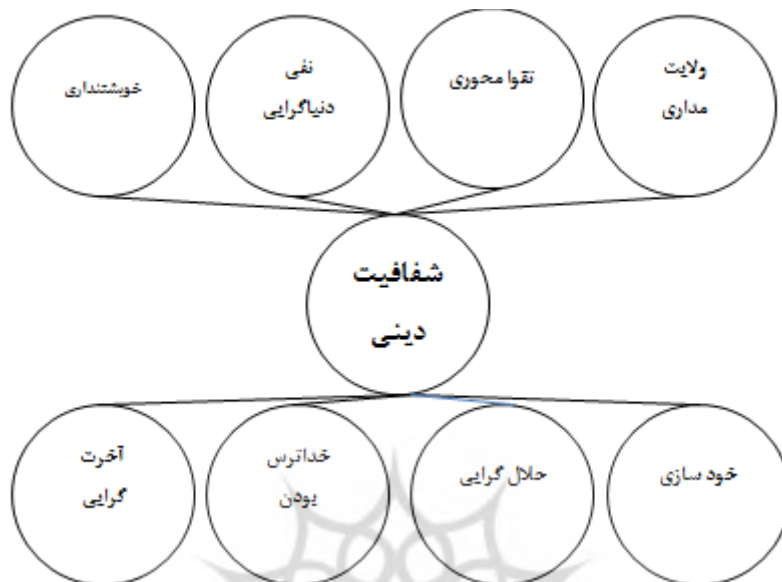 ولایت
مداری
تقوا محوری
نفی
دنیاگرایی
خویشتنداری
شفافیت
دینی
خود سازی
حلال گرایی
خداترس
بودن
آخرت
گرایی